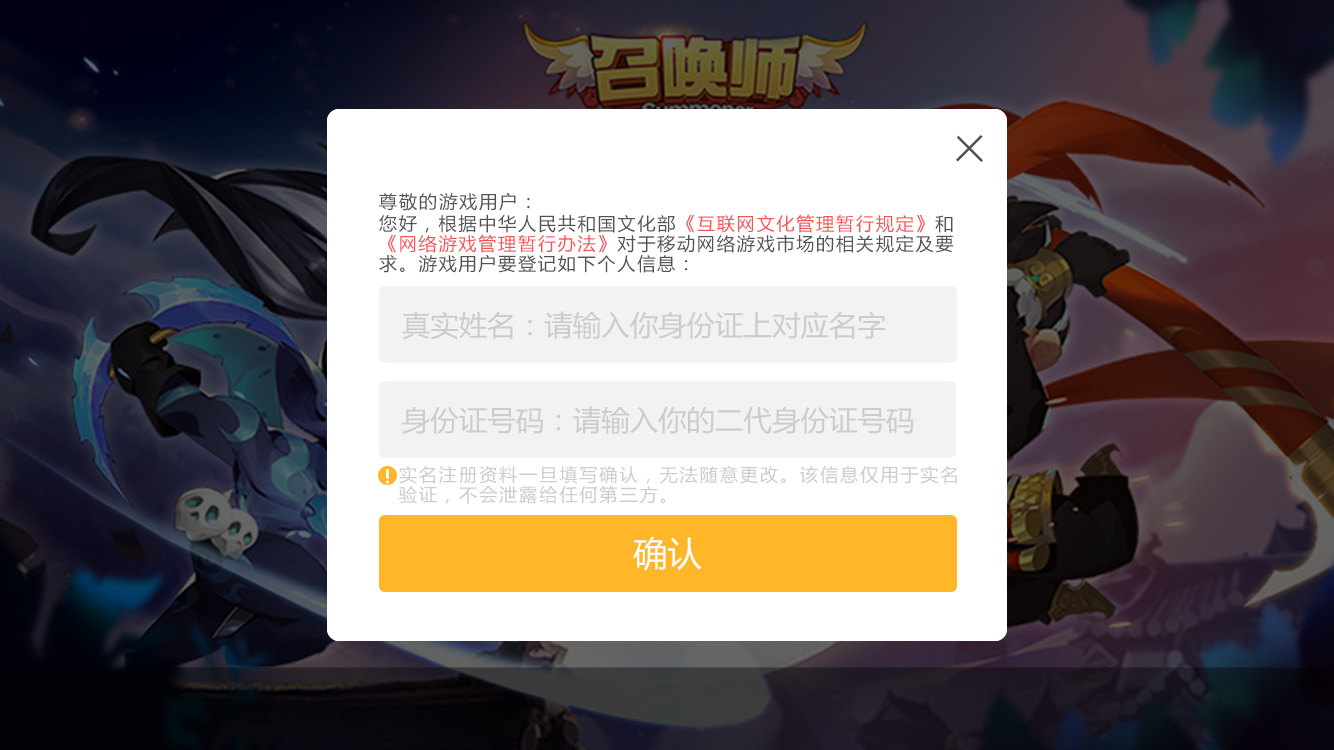 召唤师
Summoner
尊敬的游戏用户：
您好，根据中华人民共和国文化部《互联网文化管理暂行规定》和
《网络游戏管理暂行办法》对于移动网络游戏市场的相关规定及要
求。游戏用户要登记如下个人信息：
真实姓名：请输入你身份证上对应名字
身份证号码：请输入你的二代身份证号码
实名注册资料一旦填写确认，无法随意更改。该信息仅用于实名
验证，不会泄露给任何第三方。
确认